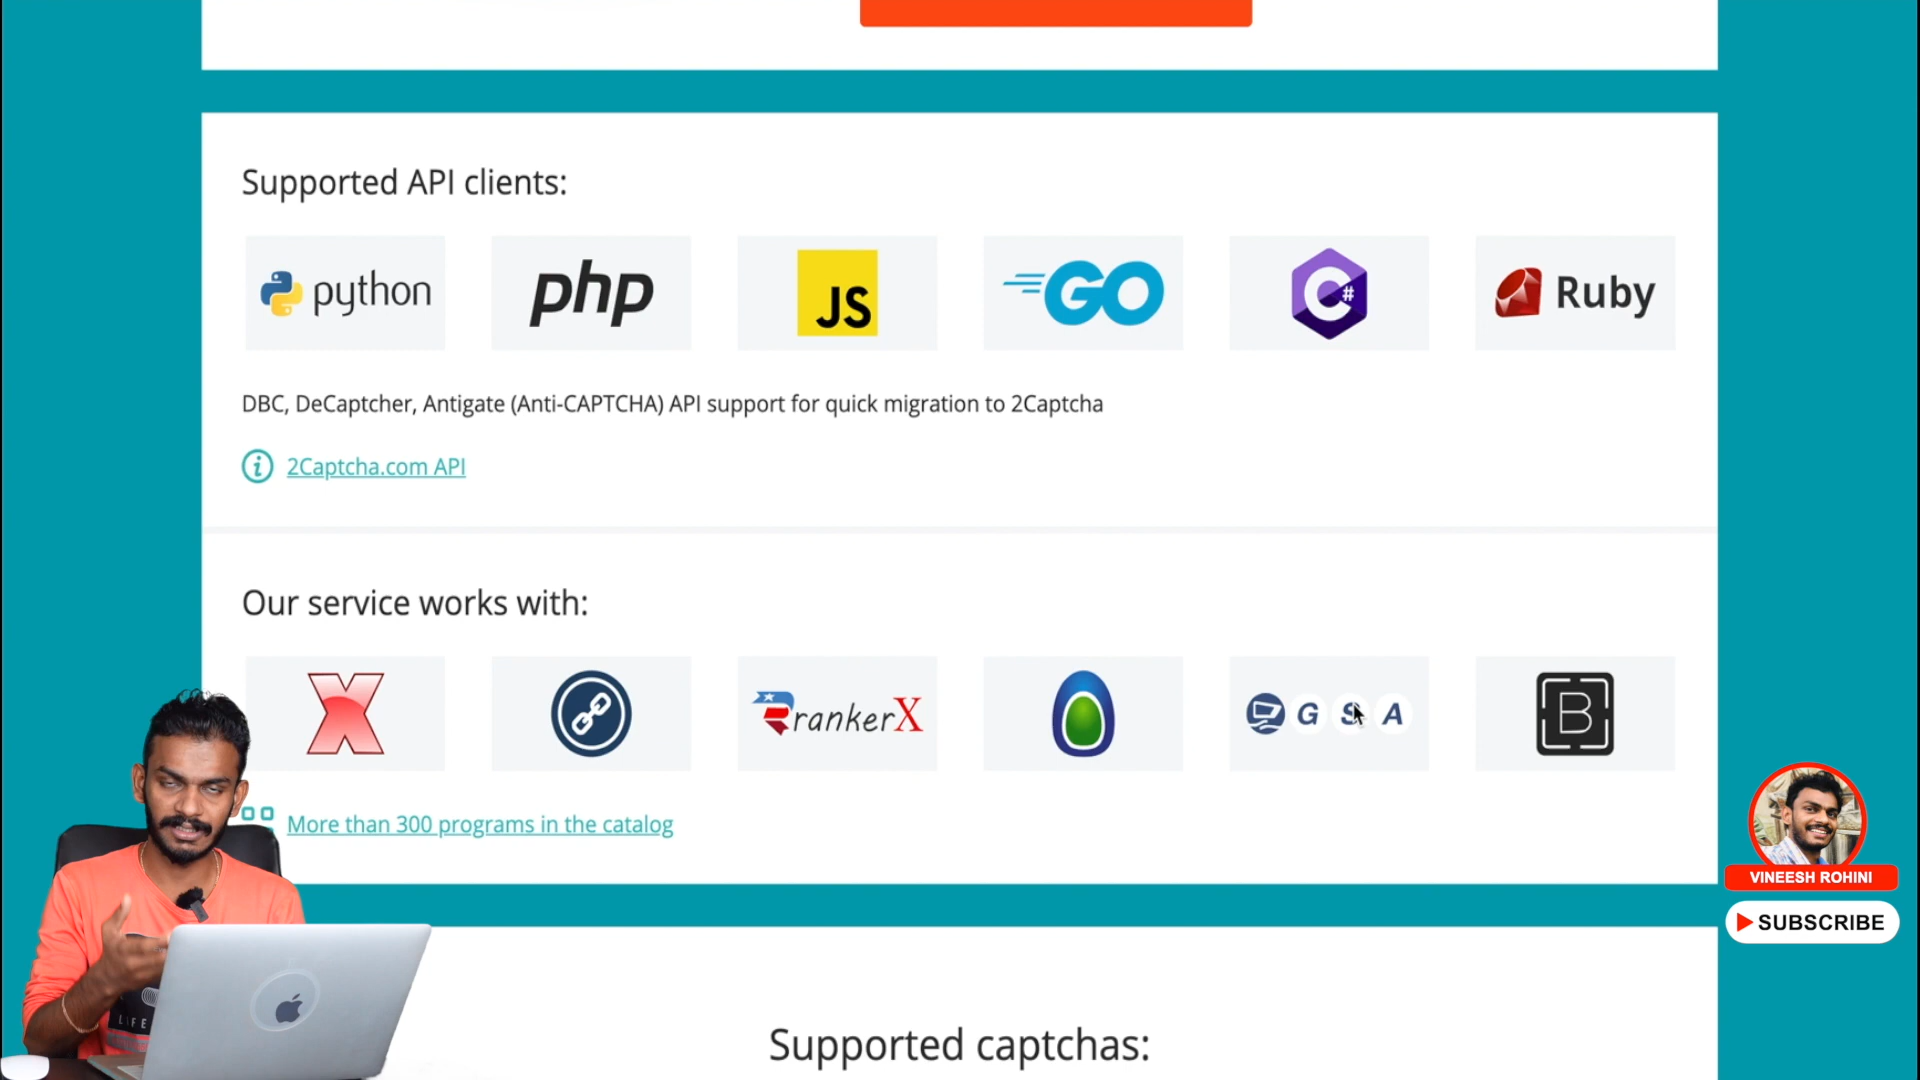 Supported API clients:
python
php
JS
GO
C#
Ruby
DBC, DeCaptcher, Antigate (Anti-CAPTCHA) API support for quick migration to 2Captcha
2Captcha.com API
Our service works with:
X
rankerX
G S A
B
More than 300 programs in the catalog
VINEESH ROHINI
SUBSCRIBE
LIFE
Supported captchas: